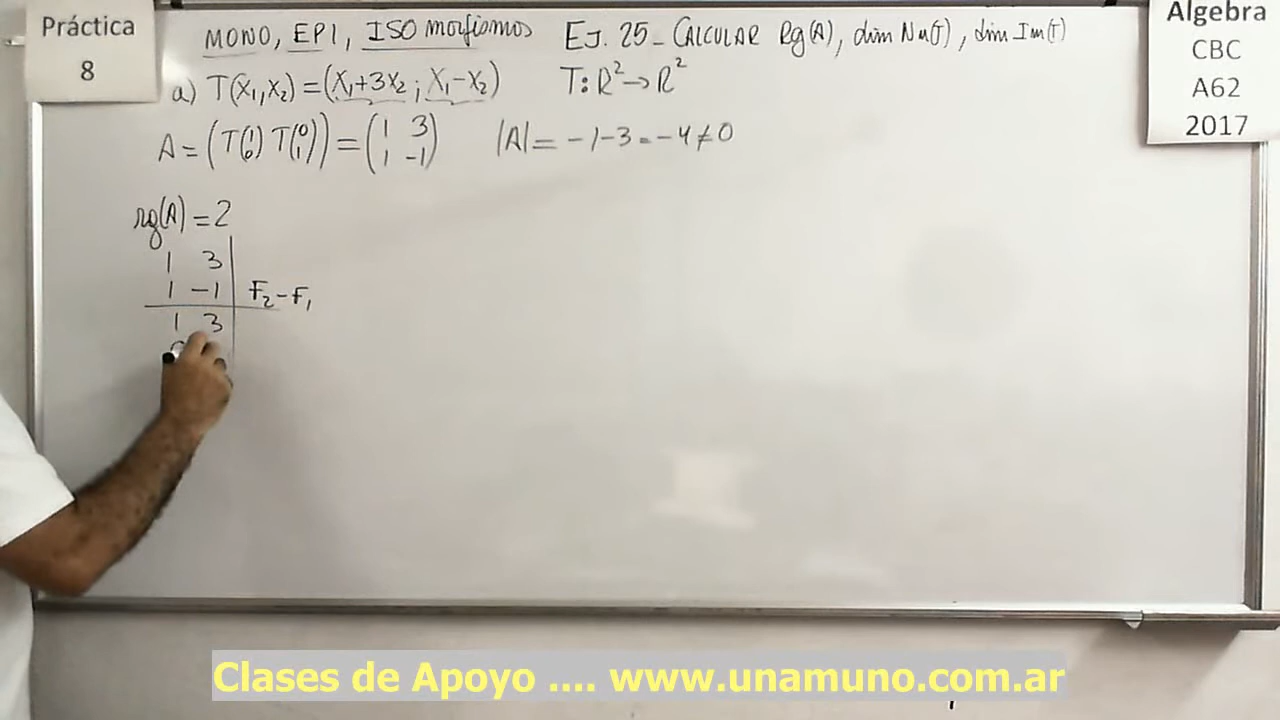 Práctica
8
MONO, EPI, ISO morfismos EJ. 25 - CALCULAR Rg(A), dim Nu(T), dim Im(T)
Algebra
CBC
A62
2017
a) T(x₁,x₂) = (x₁+3x₂ ; x₁-x₂) T: R² → R²
A = (T(1 0) T(0 1)) = (1 3 1 -1) |A| = -1-3 = -4 ≠ 0
rg(A) = 2
1 3
1 -1 F₂-F₁
1 3
Clases de Apoyo .... www.unamuno.com.ar